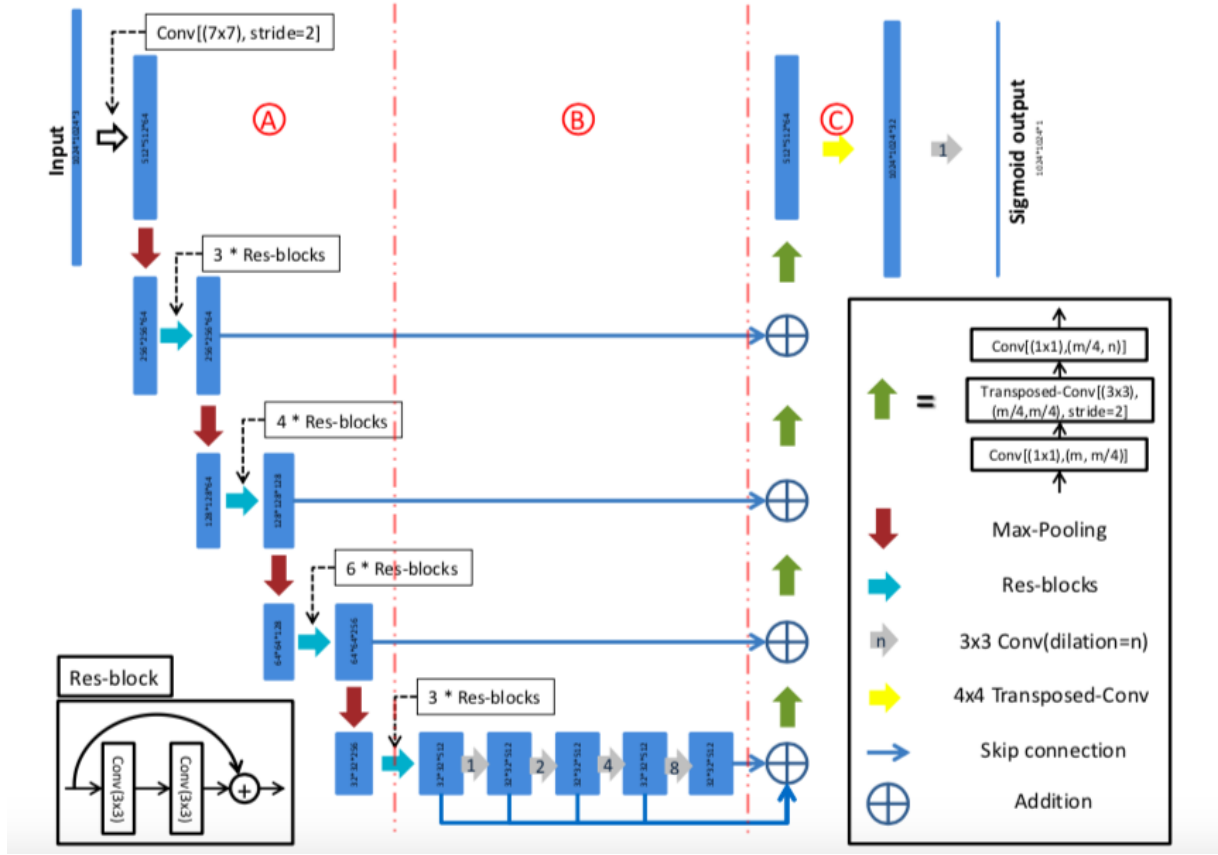 Conv[(7x7), stride=2]
Input
1024*1024*3
512*512*64
A
B
C
512*512*64
1024*1024*32
1
Sigmoid output
1024*1024*1
3 * Res-blocks
256*256*64
256*256*64
4 * Res-blocks
128*128*64
128*128*128
6 * Res-blocks
64*64*128
64*64*256
3 * Res-blocks
32*32*256
32*32*512
1
32*32*512
2
32*32*512
4
32*32*512
8
32*32*512
Res-block
Conv(3x3)
Conv(3x3)
+
=
Conv[(1x1),(m/4, n)]
Transposed-Conv[(3x3),
(m/4,m/4), stride=2]
Conv[(1x1),(m, m/4)]
Max-Pooling
Res-blocks
n
3x3 Conv(dilation=n)
4x4 Transposed-Conv
Skip connection
Addition